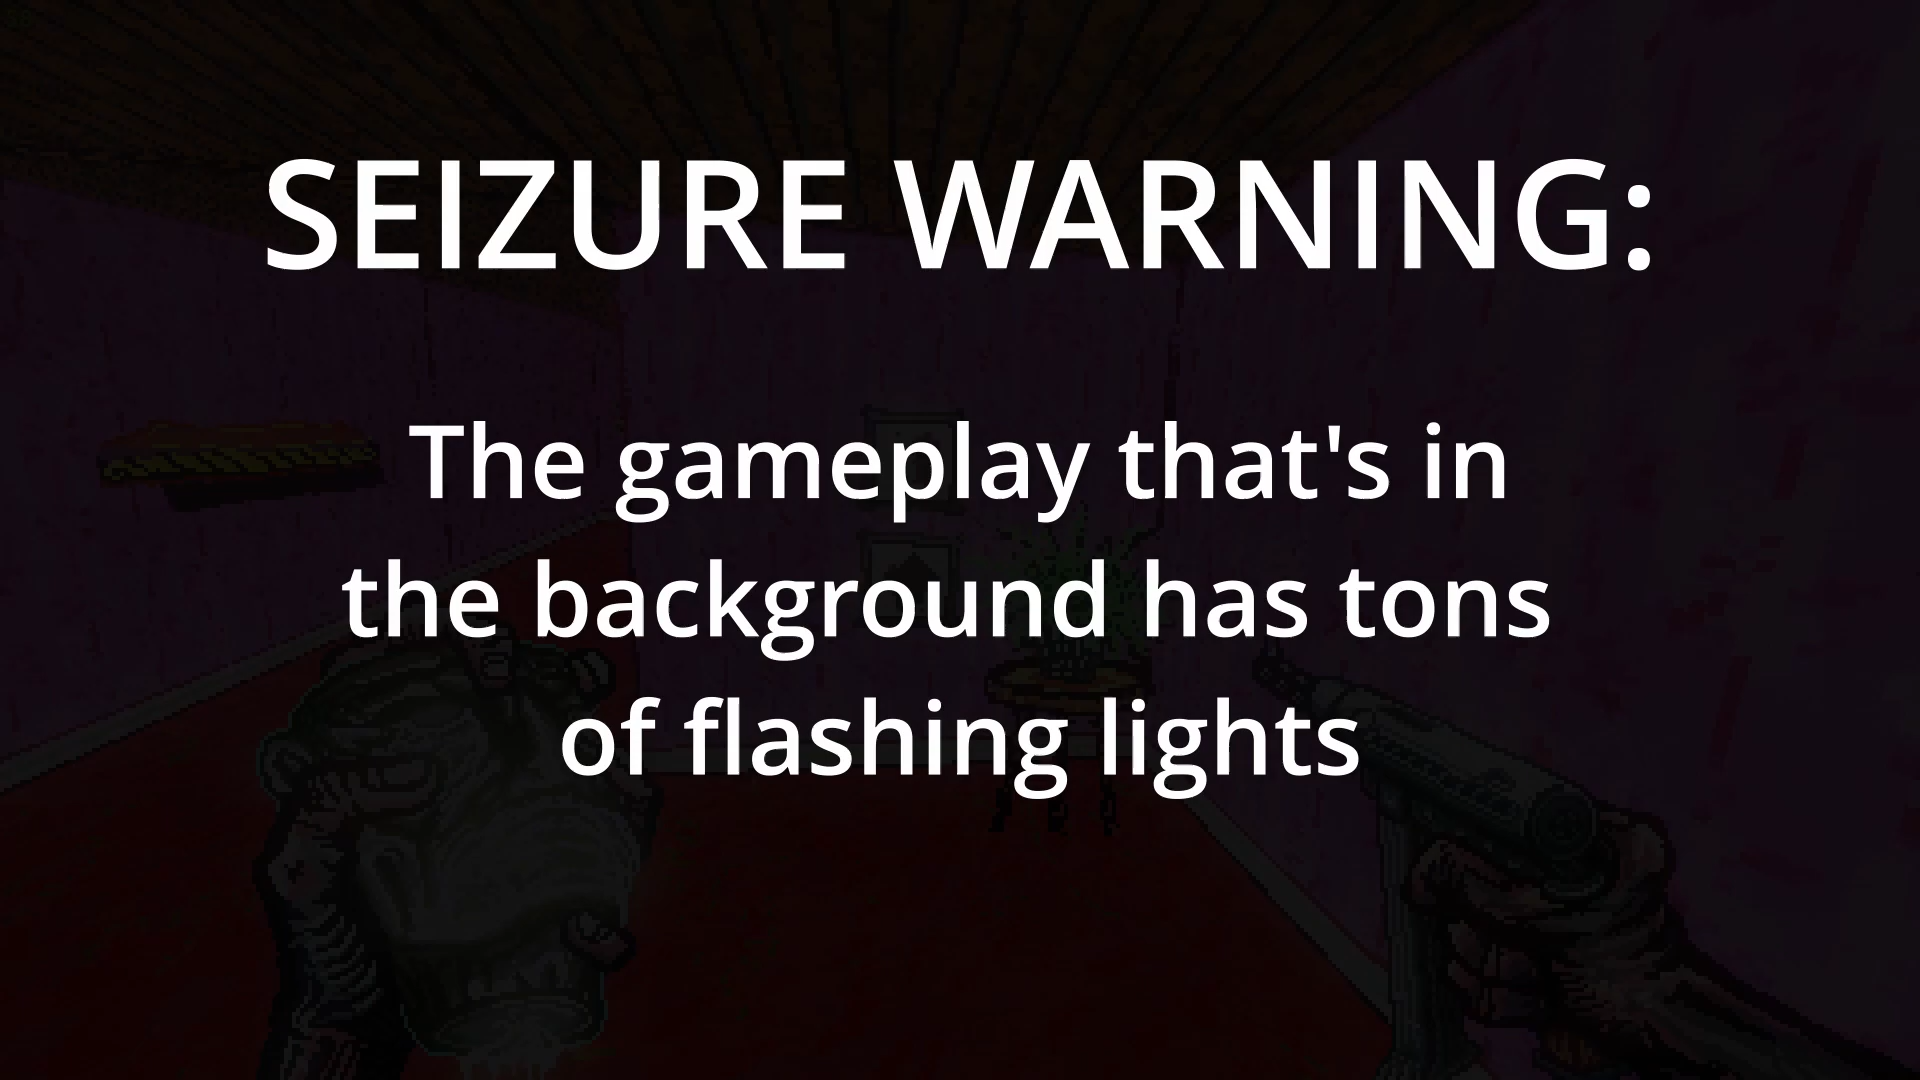 SEIZURE WARNING:
The gameplay that's in
the background has tons
of flashing lights